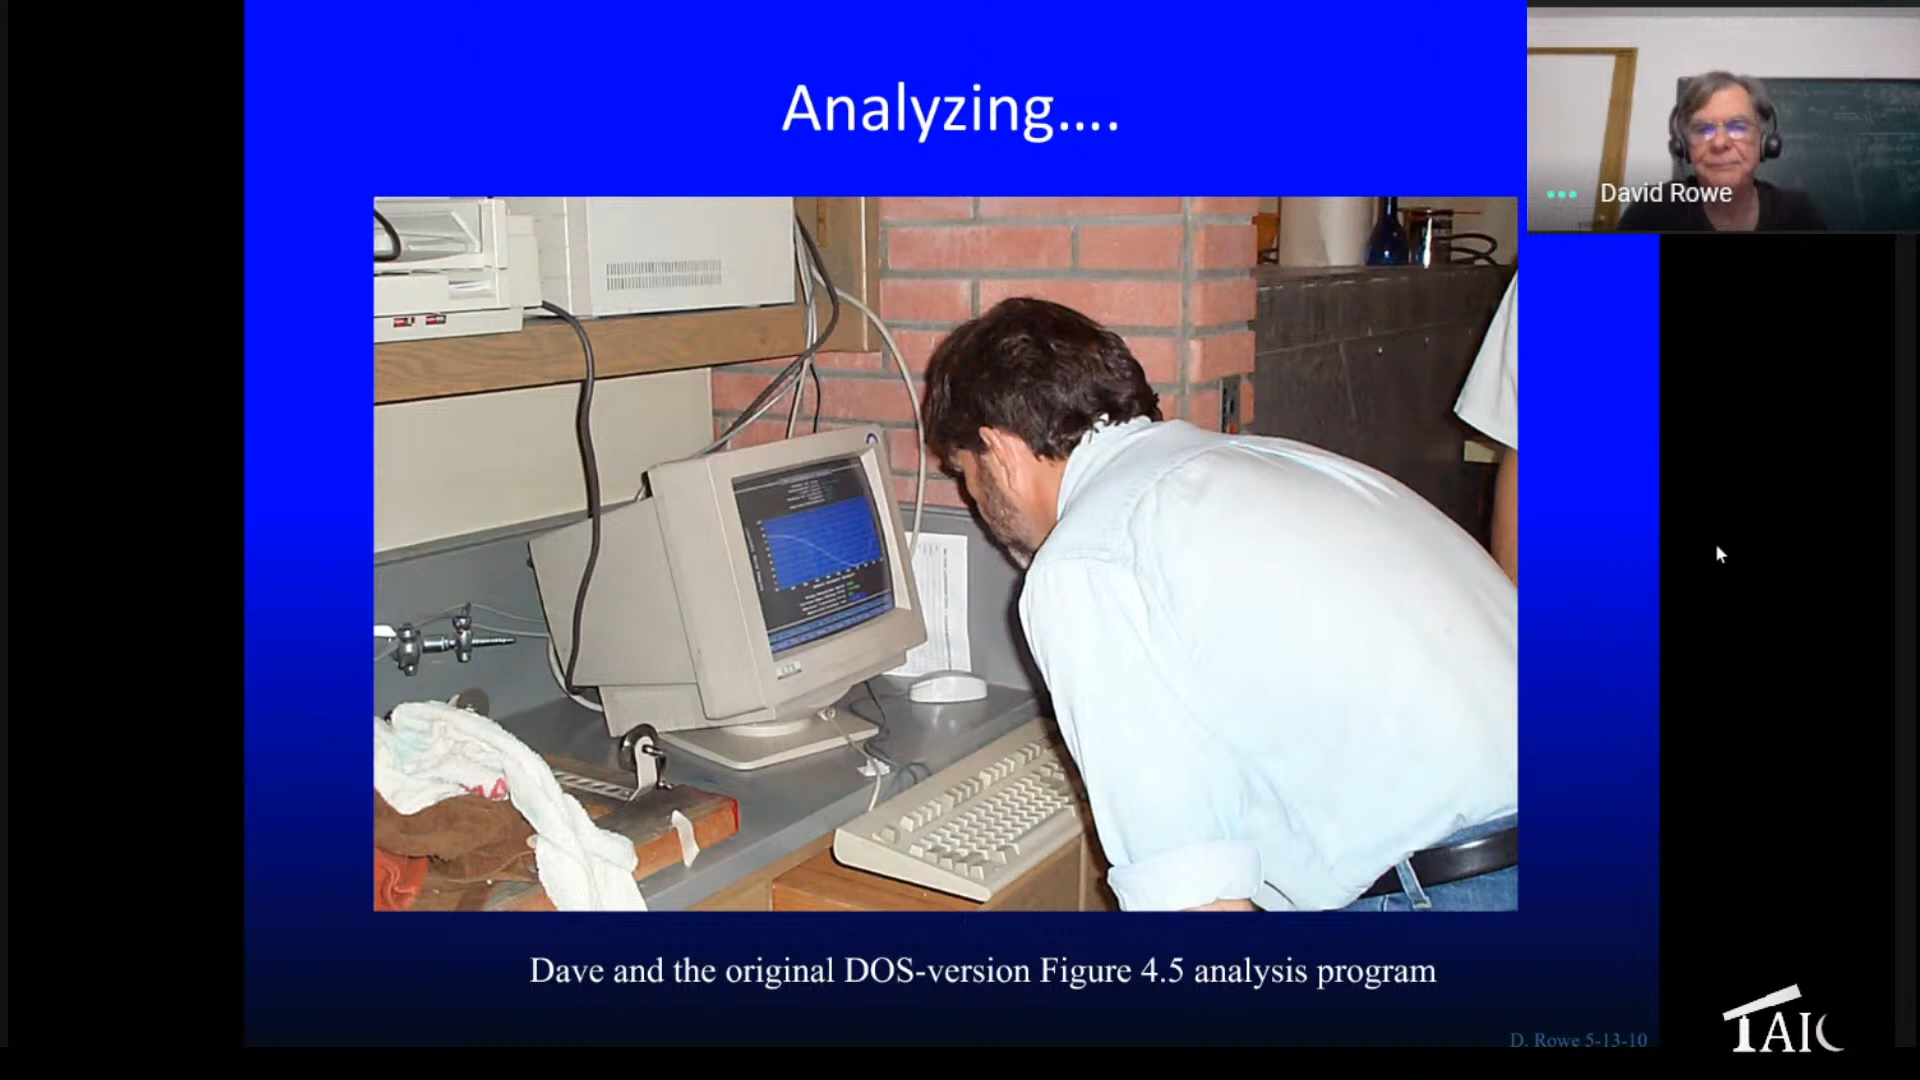 Analyzing....
David Rowe
Dave and the original DOS-version Figure 4.5 analysis program
D. Rowe 5-13-10
TAIC